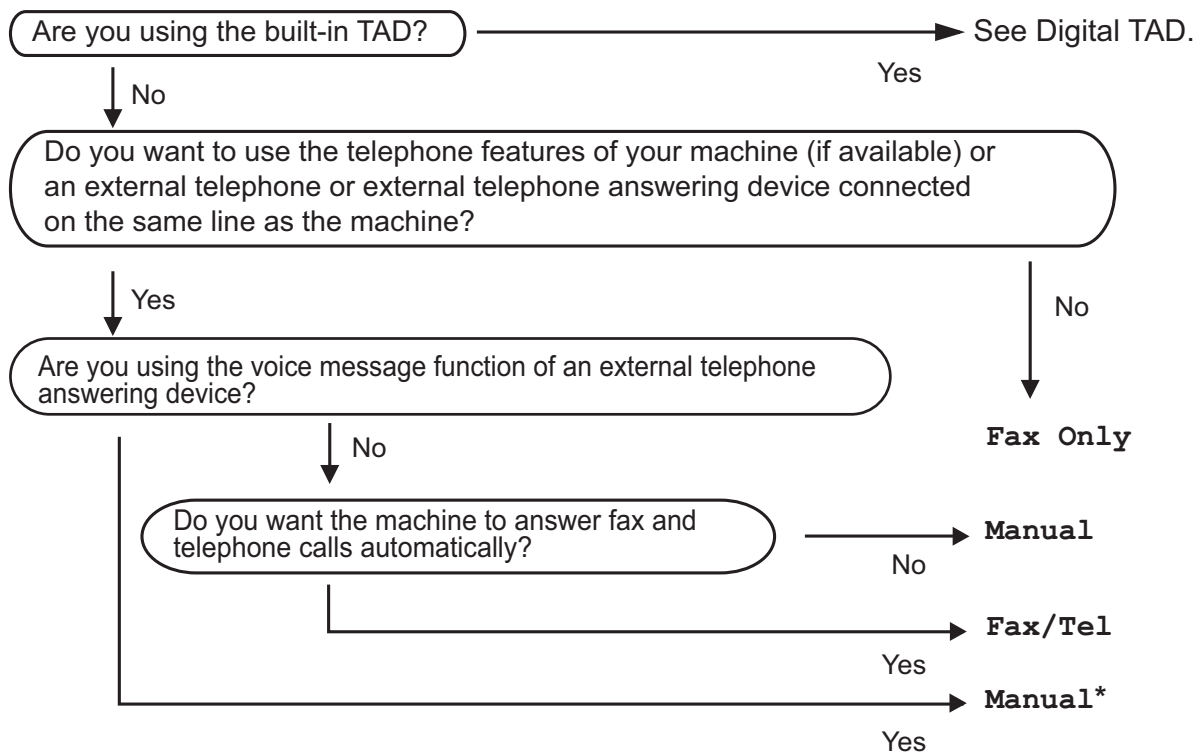 Are you using the built-in TAD?
See Digital TAD.
Yes
No
Do you want to use the telephone features of your machine (if available) or
an external telephone or external telephone answering device connected
on the same line as the machine?
Yes
No
Are you using the voice message function of an external telephone
answering device?
Fax Only
No
Do you want the machine to answer fax and
telephone calls automatically?
Manual
No
Fax/Tel
Yes
Manual*
Yes